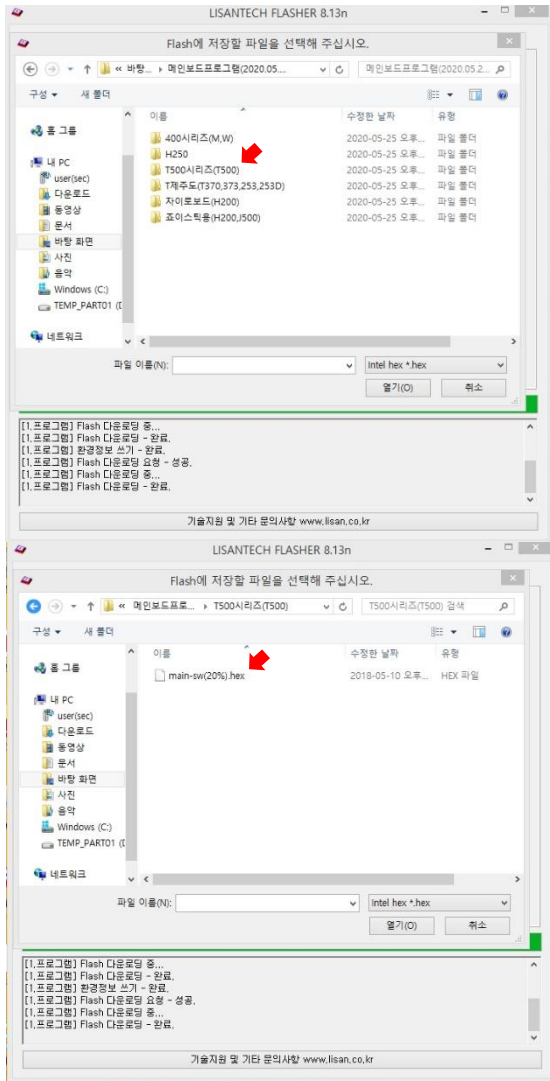 LISANTECH FLASHER 8.13n
Flash에 저장할 파일을 선택해 주십시오.
« 바탕... ▸ 메인보드프로그램(2020.05.... 메인보드프로그램(2020.05.2...
구성 ▾ 새 폴더
이름 수정한 날짜 유형
홈 그룹
내 PC
user(sec)
다운로드
동영상
문서
바탕 화면
사진
음악
Windows (C:)
TEMP_PART01 (D
네트워크
400시리즈(M,W) 2020-05-25 오후... 파일 폴더
H250 2020-05-25 오후... 파일 폴더
T500시리즈(T500) 2020-05-25 오후... 파일 폴더
T제주도(T370,373,253,253D) 2020-05-25 오후... 파일 폴더
자이로보드(H200) 2020-05-25 오후... 파일 폴더
죠이스틱용(H200,J500) 2020-05-25 오후... 파일 폴더
파일 이름(N): Intel hex *.hex
열기(O) 취소
[1,프로그램] Flash 다운로딩 중...
[1,프로그램] Flash 다운로딩 - 완료,
[1,프로그램] 환경정보 쓰기 - 완료,
[1,프로그램] Flash 다운로딩 요청 - 성공,
[1,프로그램] Flash 다운로딩 중...
[1,프로그램] Flash 다운로딩 - 완료,
기술지원 및 기타 문의사항 www,lisan,co,kr
LISANTECH FLASHER 8.13n
Flash에 저장할 파일을 선택해 주십시오.
« 메인보드프로... ▸ T500시리즈(T500) T500시리즈(T500) 검색
구성 ▾ 새 폴더
이름 수정한 날짜 유형
홈 그룹
내 PC
user(sec)
다운로드
동영상
문서
바탕 화면
사진
음악
Windows (C:)
TEMP_PART01 (D
네트워크
main-sw(20%).hex 2018-05-10 오후... HEX 파일
파일 이름(N): Intel hex *.hex
열기(O) 취소
[1,프로그램] Flash 다운로딩 중...
[1,프로그램] Flash 다운로딩 - 완료,
[1,프로그램] 환경정보 쓰기 - 완료,
[1,프로그램] Flash 다운로딩 요청 - 성공,
[1,프로그램] Flash 다운로딩 중...
[1,프로그램] Flash 다운로딩 - 완료,
기술지원 및 기타 문의사항 www,lisan,co,kr